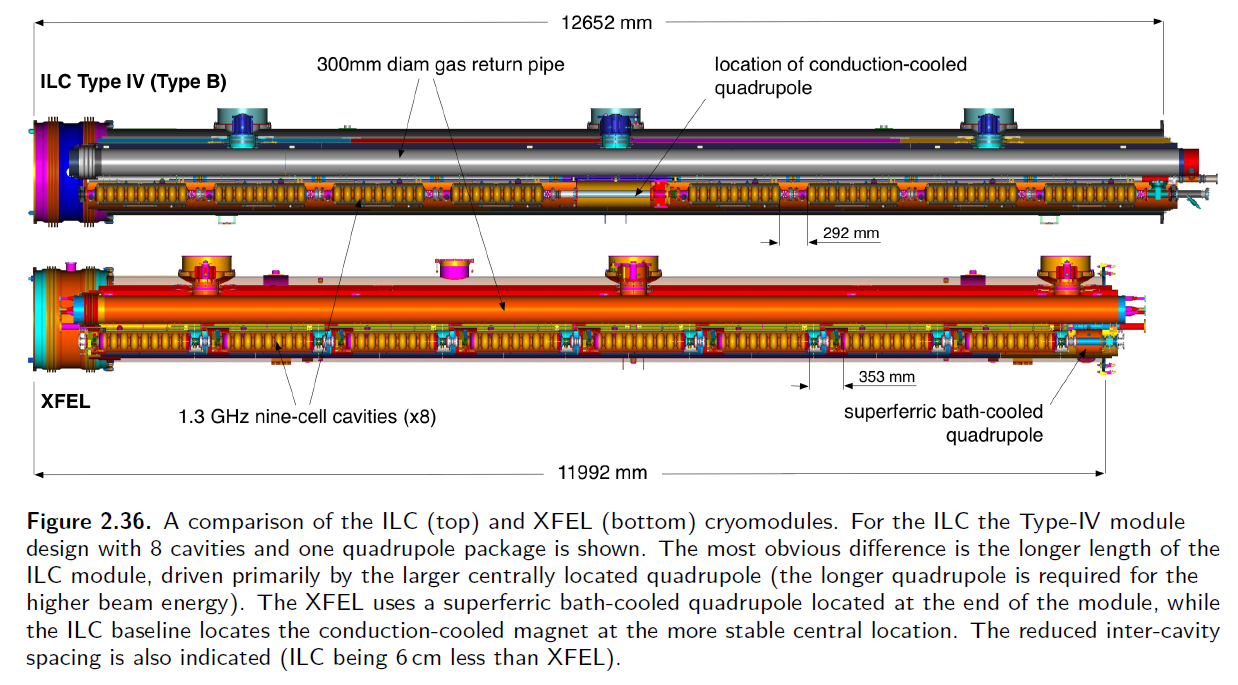 12652 mm
ILC Type IV (Type B)
300mm diam gas return pipe
location of conduction-cooled
quadrupole
292 mm
353 mm
XFEL
1.3 GHz nine-cell cavities (x8)
superferric bath-cooled
quadrupole
11992 mm
Figure 2.36. A comparison of the ILC (top) and XFEL (bottom) cryomodules. For the ILC the Type-IV module
design with 8 cavities and one quadrupole package is shown. The most obvious difference is the longer length of the
ILC module, driven primarily by the larger centrally located quadrupole (the longer quadrupole is required for the
higher beam energy). The XFEL uses a superferric bath-cooled quadrupole located at the end of the module, while
the ILC baseline locates the conduction-cooled magnet at the more stable central location. The reduced inter-cavity
spacing is also indicated (ILC being 6 cm less than XFEL).